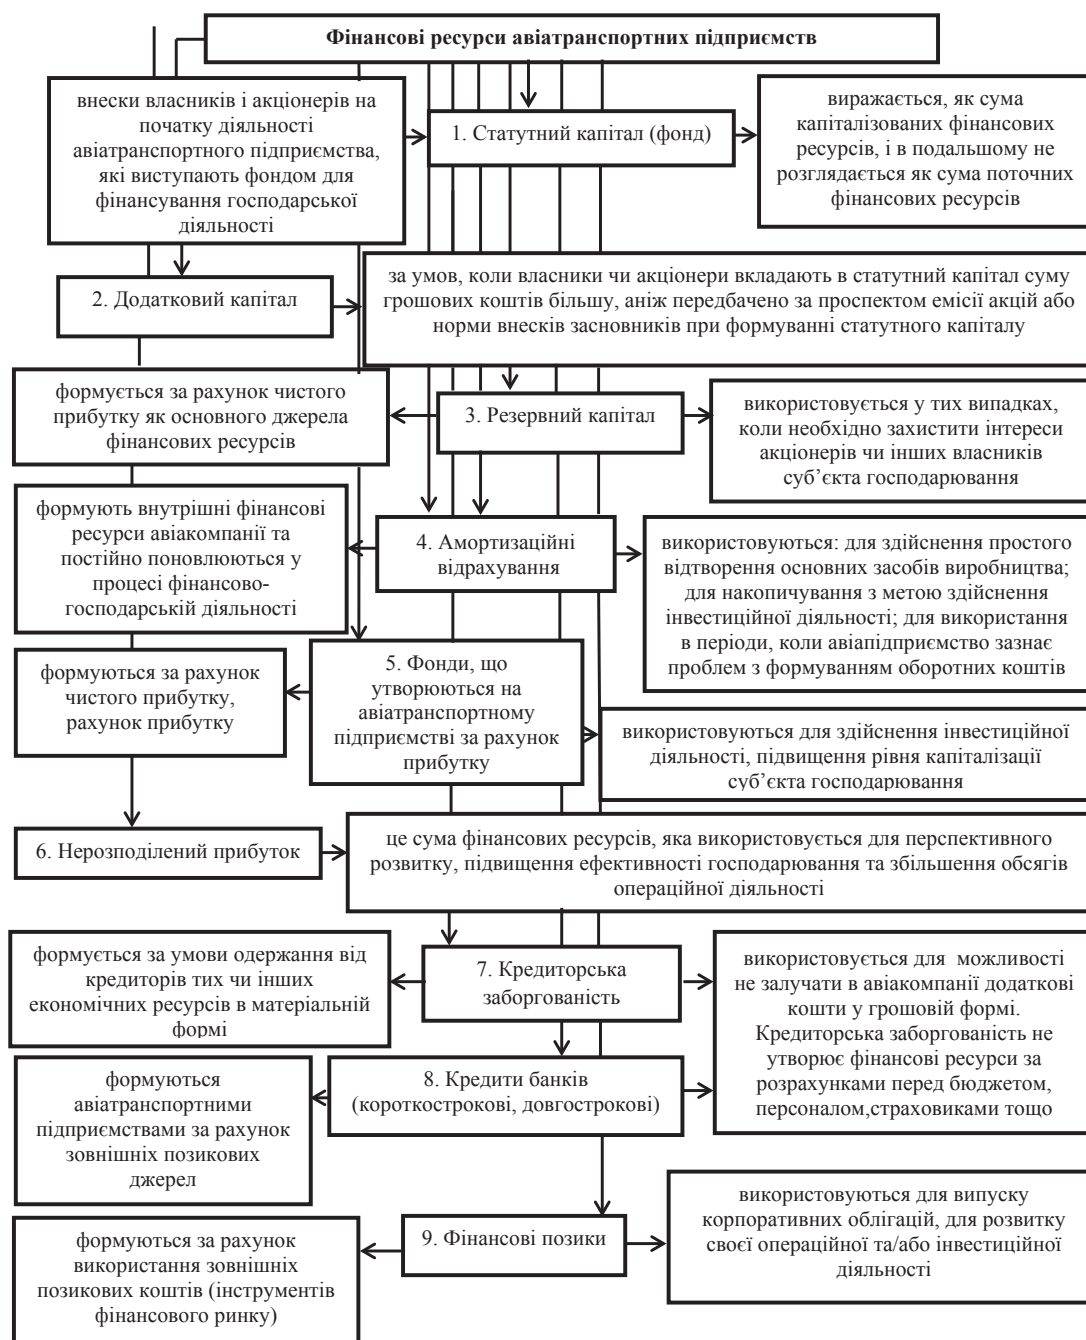 Фінансові ресурси авіатранспортних підприємств
внески власників і акціонерів на
початку діяльності
авіатранспортного підприємства,
які виступають фондом для
фінансування господарської
діяльності
1. Статутний капітал (фонд)
виражається, як сума
капіталізованих фінансових
ресурсів, і в подальшому не
розглядається як сума поточних
фінансових ресурсів
2. Додатковий капітал
за умов, коли власники чи акціонери вкладають в статутний капітал суму
грошових коштів більшу, аніж передбачено за проспектом емісії акцій або
норми внесків засновників при формуванні статутного капіталу
формується за рахунок чистого
прибутку як основного джерела
фінансових ресурсів
3. Резервний капітал
використовується у тих випадках,
коли необхідно захистити інтереси
акціонерів чи інших власників
суб’єкта господарювання
формують внутрішні фінансові
ресурси авіакомпанії та
постійно поновлюються у
процесі фінансово-
господарській діяльності
4. Амортизаційні
відрахування
використовуються: для здійснення простого
відтворення основних засобів виробництва;
для накопичування з метою здійснення
інвестиційної діяльності; для використання
в періоди, коли авіапідприємство зазнає
проблем з формуванням оборотних коштів
формуються за рахунок
чистого прибутку,
рахунок прибутку
5. Фонди, що
утворюються на
авіатранспортному
підприємстві за рахунок
прибутку
використовуються для здійснення інвестиційної
діяльності, підвищення рівня капіталізації
суб’єкта господарювання
6. Нерозподілений прибуток
це сума фінансових ресурсів, яка використовується для перспективного
розвитку, підвищення ефективності господарювання та збільшення обсягів
операційної діяльності
формується за умови одержання від
кредиторів тих чи інших
економічних ресурсів в матеріальній
формі
7. Кредиторська
заборгованість
використовується для можливості
не залучати в авіакомпанії додаткові
кошти у грошовій формі.
Кредиторська заборгованість не
утворює фінансові ресурси за
розрахунками перед бюджетом,
персоналом,страховиками тощо
формуються
авіатранспортними
підприємствами за рахунок
зовнішніх позикових
джерел
8. Кредити банків
(короткострокові, довгострокові)
формуються за рахунок
використання зовнішніх
позикових коштів (інструментів
фінансового ринку)
9. Фінансові позики
використовуються для випуску
корпоративних облігацій, для розвитку
своєї операційної та/або інвестиційної
діяльності